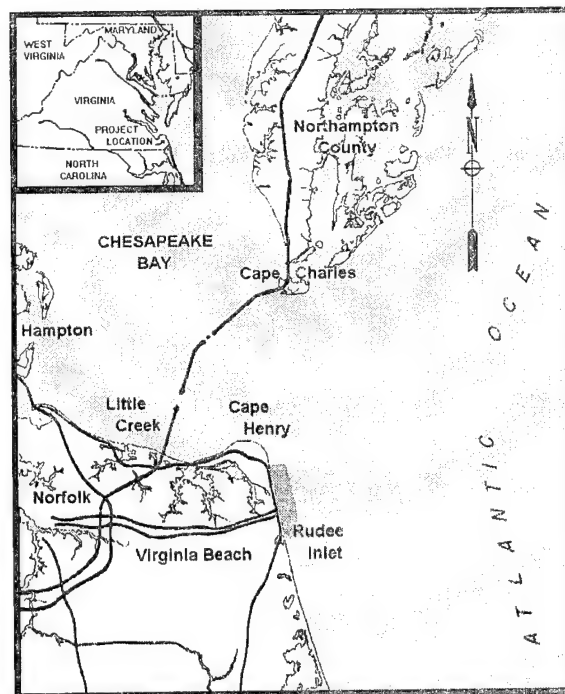 MARYLAND
WEST
VIRGINIA
VIRGINIA
PROJECT
LOCATION
NORTH
CAROLINA
Northampton
County
N
CHESAPEAKE
BAY
Cape Charles
Hampton
Little
Creek
Cape
Henry
Norfolk
Rudee
Inlet
Virginia Beach
ATLANTIC OCEAN